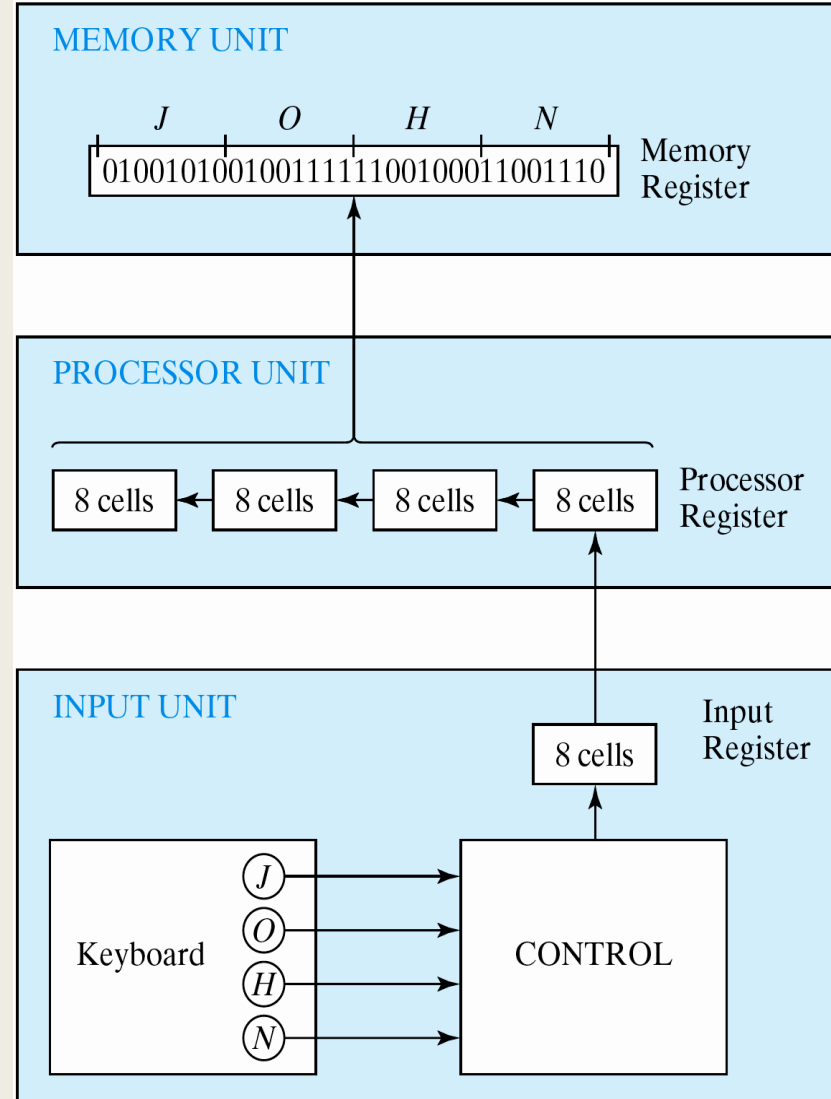 MEMORY UNIT
J O H N
01001010010011111100100011001110
Memory
Register
PROCESSOR UNIT
8 cells 8 cells 8 cells 8 cells
Processor
Register
INPUT UNIT
Input
Register
8 cells
J
O
Keyboard
CONTROL
H
N